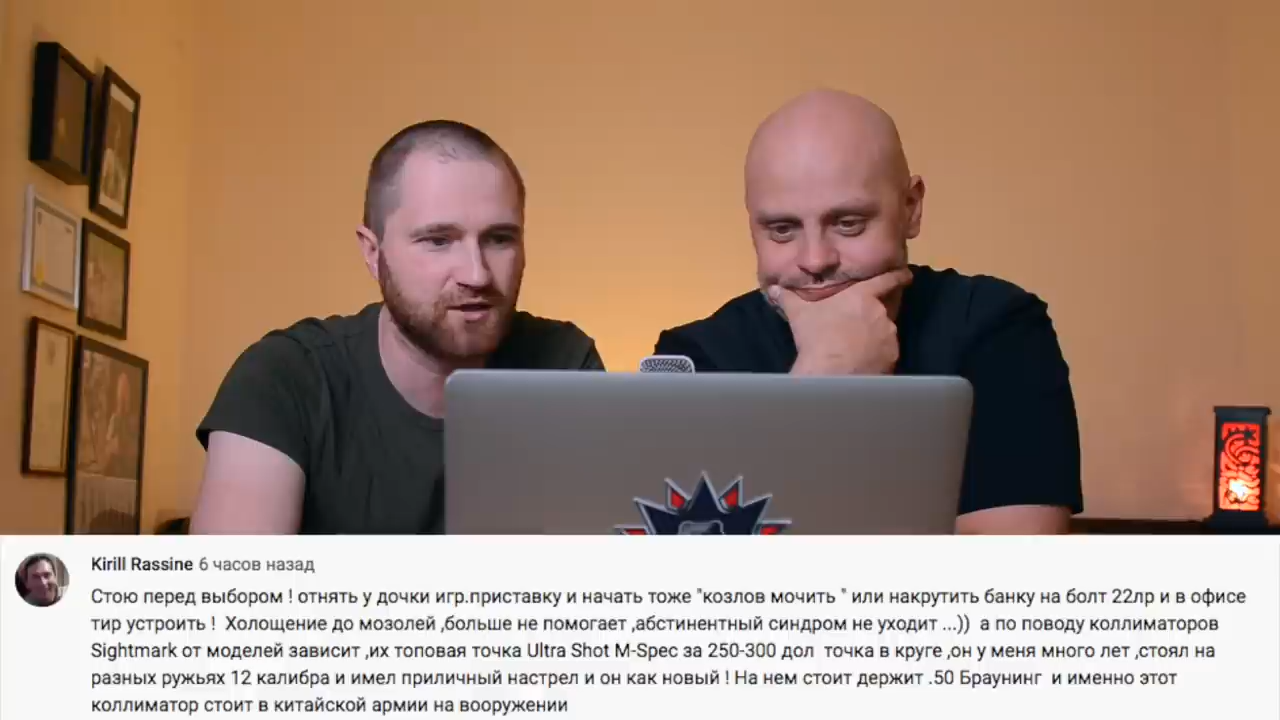 Kirill Rassine 6 часов назад
Стою перед выбором ! отнять у дочки игр.приставку и начать тоже "козлов мочить " или накрутить банку на болт 22лр и в офисе
тир устроить ! Холощение до мозолей ,больше не помогает ,абстинентный синдром не уходит ...)) а по поводу коллиматоров
Sightmark от моделей зависит ,их топовая точка Ultra Shot M-Spec за 250-300 дол точка в круге ,он у меня много лет ,стоял на
разных ружьях 12 калибра и имел приличный настрел и он как новый ! На нем стоит держит .50 Браунинг и именно этот
коллиматор стоит в китайской армии на вооружении